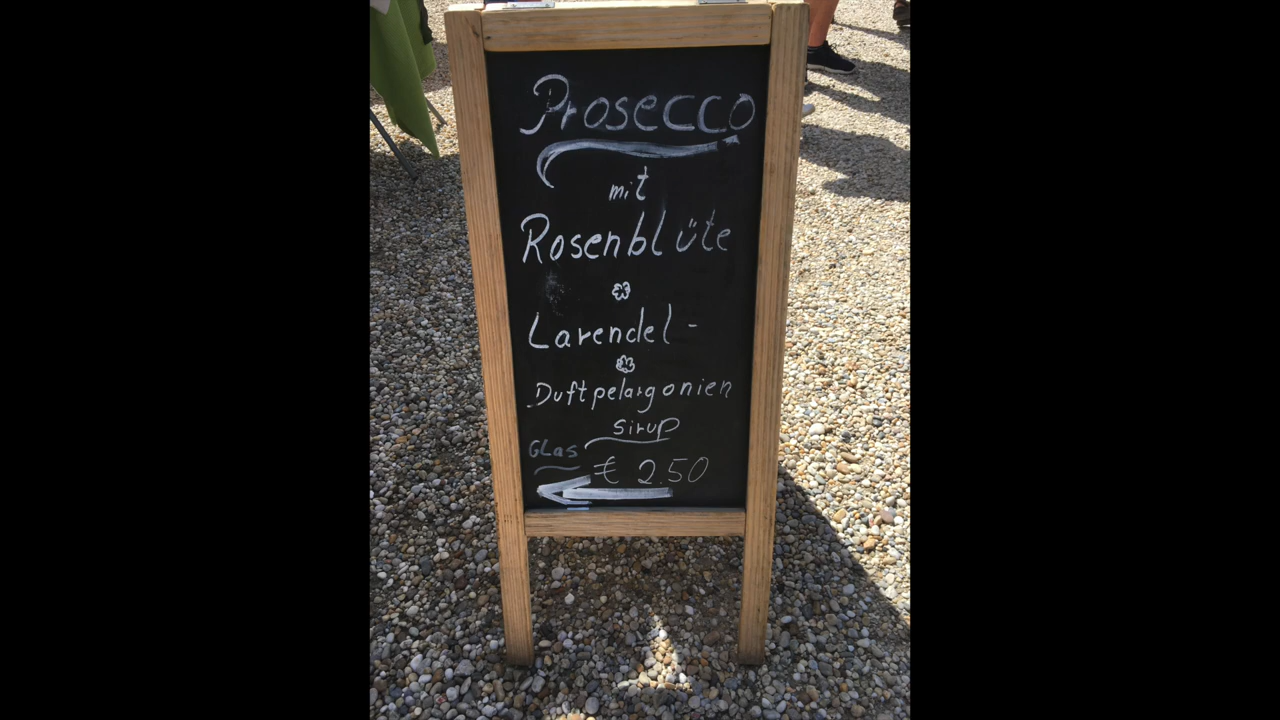 Prosecco
mit
Rosenblüte
Lavendel-
Duftpelargonien
Sirup
Glas
€ 2.50